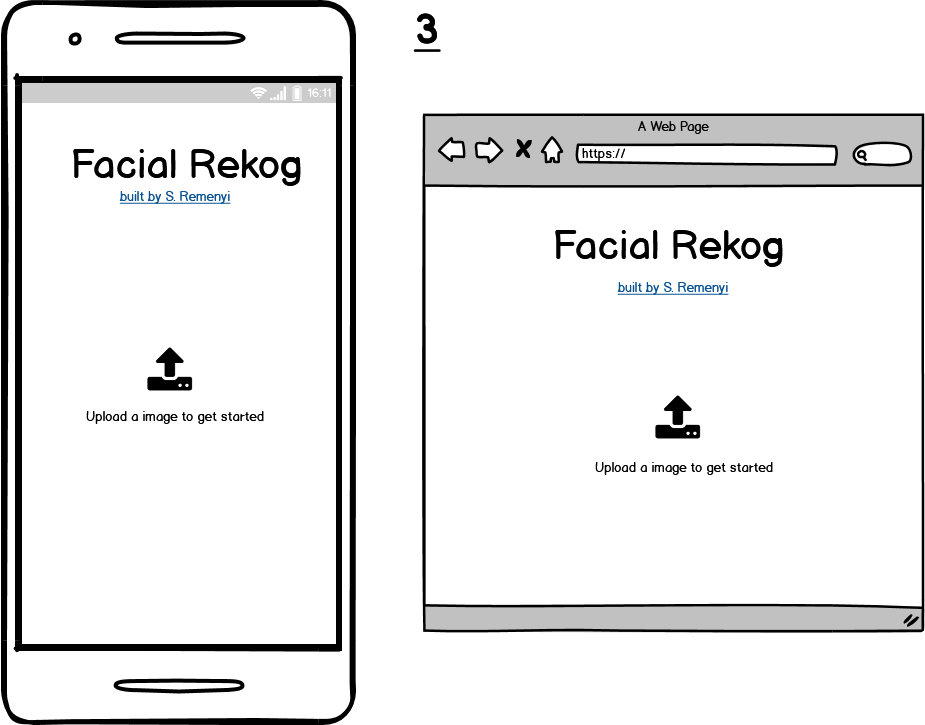 16:11
Facial Rekog
built by S. Remenyi
Upload a image to get started
3
A Web Page
https://
Facial Rekog
built by S. Remenyi
Upload a image to get started